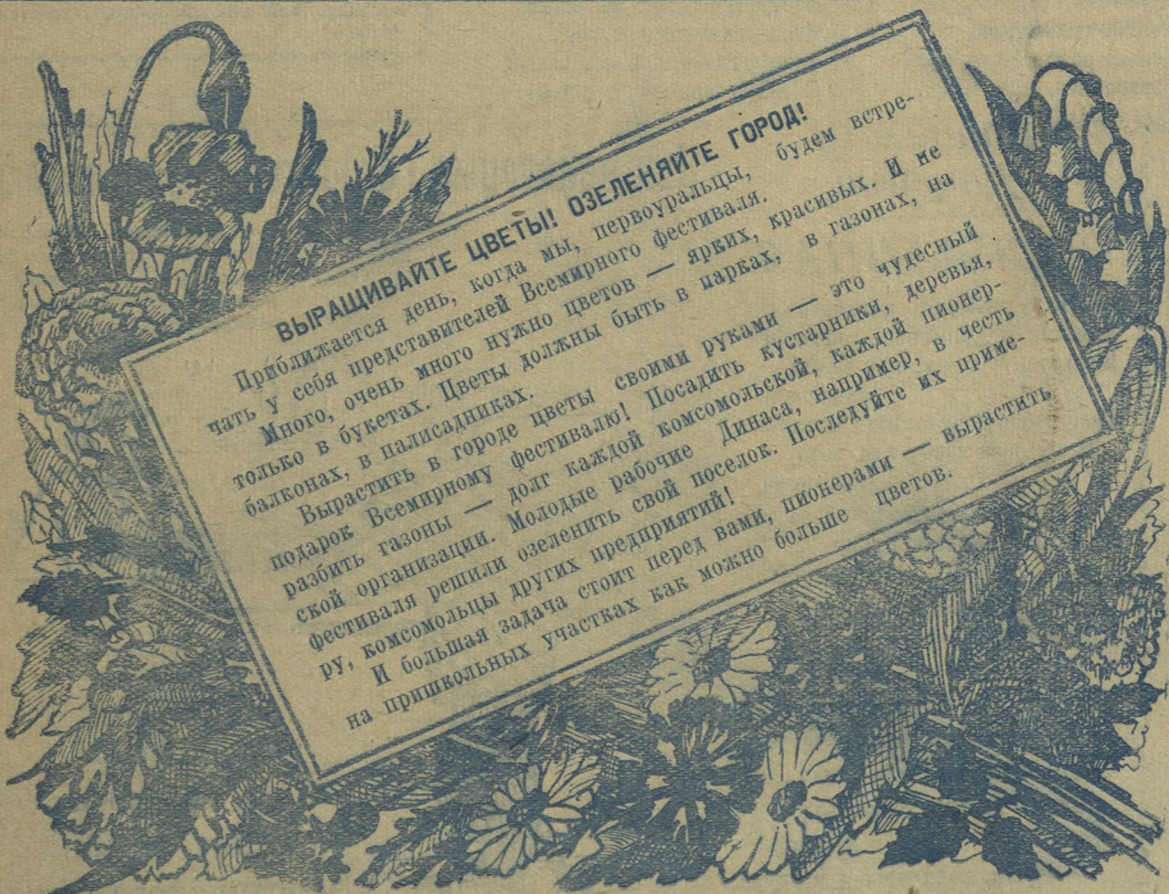 ВЫРАЩИВАЙТЕ ЦВЕТЫ! ОЗЕЛЕНЯЙТЕ ГОРОД!
Приближается день, когда мы, первоуральцы, будем встре-
чать у себя представителей Всемирного фестиваля.
Много, очень много нужно цветов — ярких, красивых. И не
только в букетах. Цветы должны быть в парках, в газонах, на
балконах, в палисадниках.
Вырастить в городе цветы своими руками — это чудесный
подарок Всемирному фестивалю! Посадить кустарники, деревья,
разбить газоны — долг каждой комсомольской, каждой пионер-
ской организации. Молодые рабочие Динаса, например, в честь
фестиваля решили озеленить свой поселок. Последуйте их приме-
ру, комсомольцы других предприятий!
И большая задача стоит перед вами, пионерами — вырастить
на пришкольных участках как можно больше цветов.